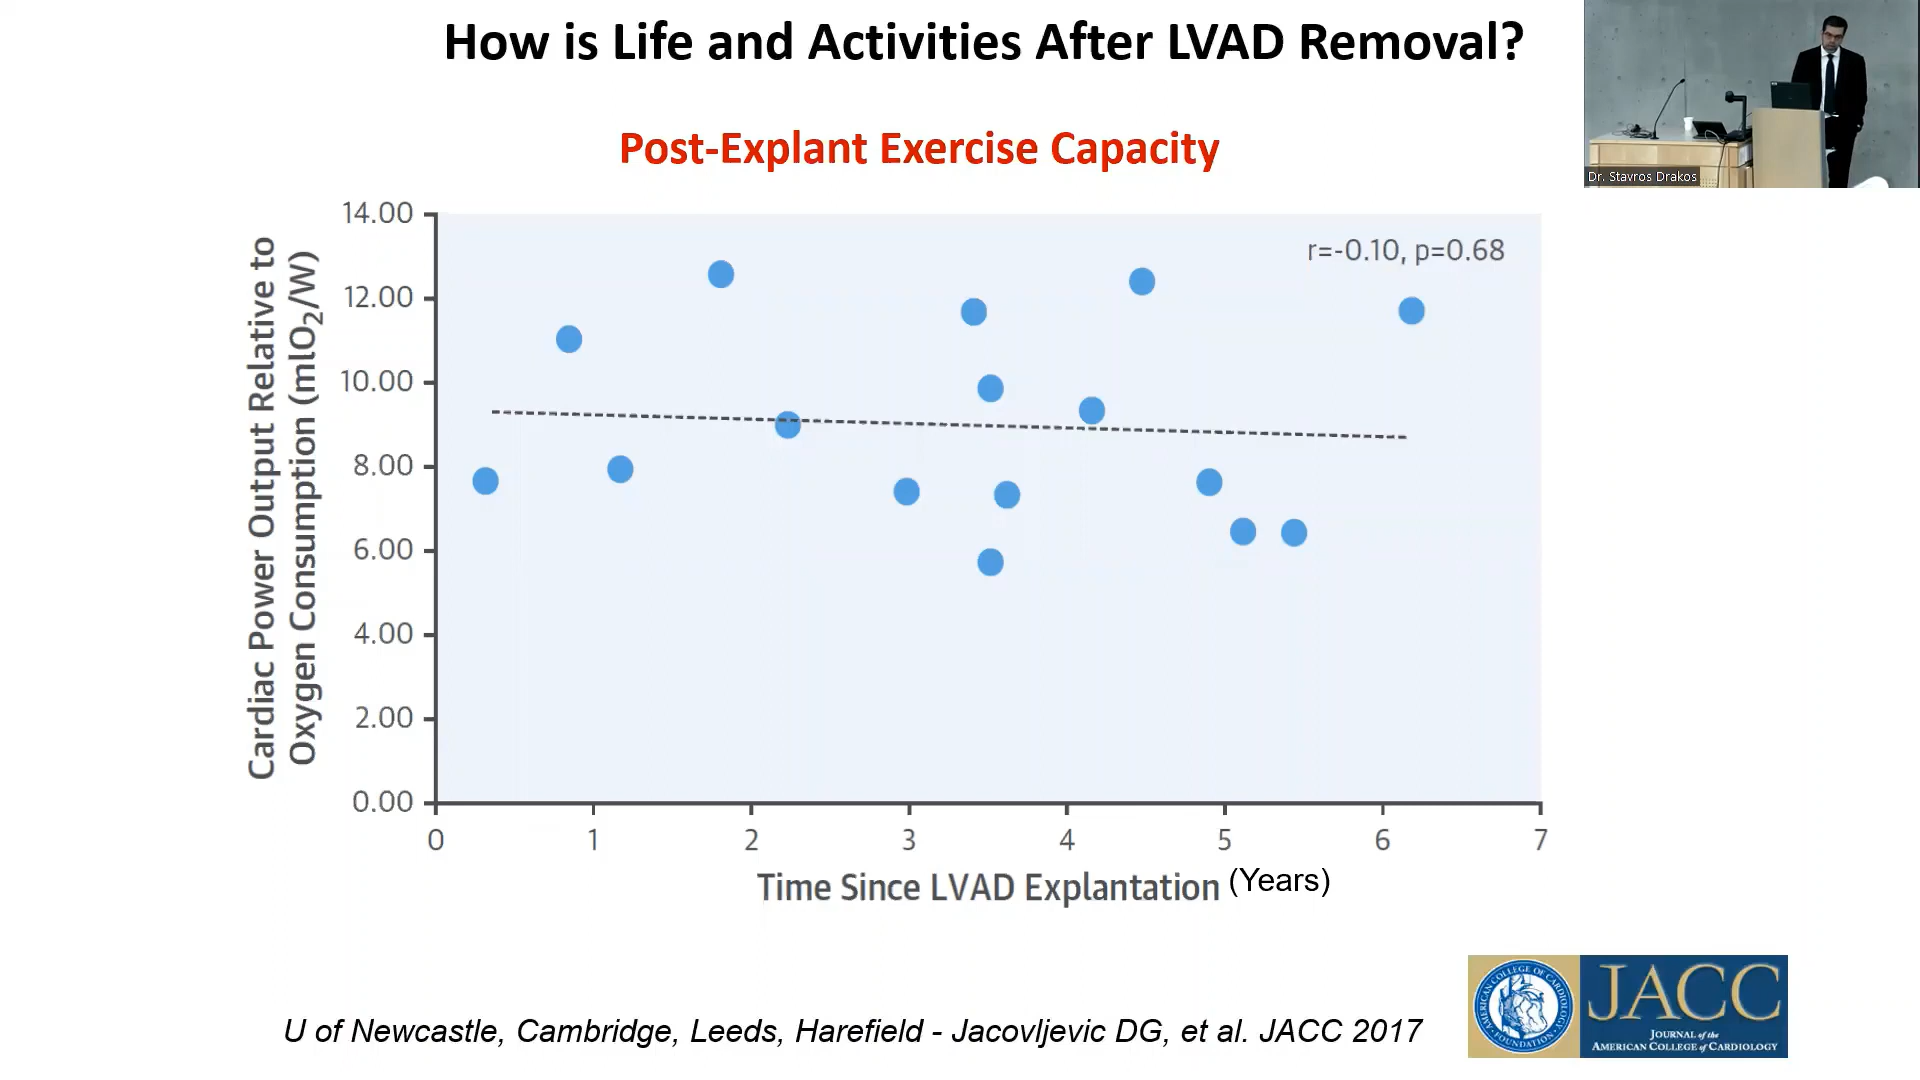 How is Life and Activities After LVAD Removal?
Dr. Stavros Drakos
Post-Explant Exercise Capacity
Cardiac Power Output Relative to
Oxygen Consumption (mlO2/W)
14.00
12.00
10.00
8.00
6.00
4.00
2.00
0.00
r=-0.10, p=0.68
0 1 2 3 4 5 6 7
Time Since LVAD Explantation (Years)
U of Newcastle, Cambridge, Leeds, Harefield - Jacovljevic DG, et al. JACC 2017
AMERICAN COLLEGE OF CARDIOLOGY
FOUNDATION
JACC
JOURNAL of the
AMERICAN COLLEGE of CARDIOLOGY